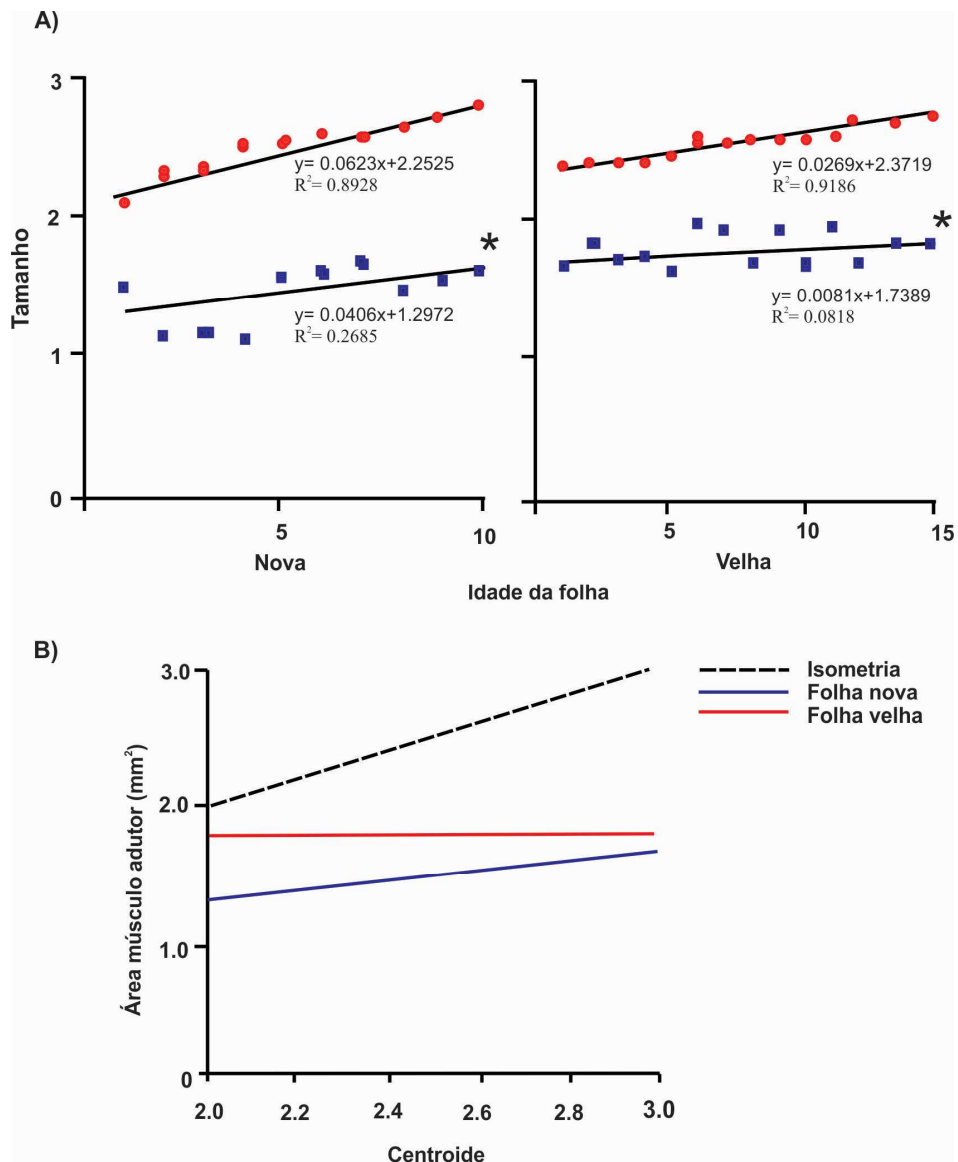 A)
3
2
1
0
Tamanho
y= 0.0623x+2.2525
R²= 0.8928
*
y= 0.0406x+1.2972
R²= 0.2685
5
10
Nova
y= 0.0269x+2.3719
R²= 0.9186
*
y= 0.0081x+1.7389
R²= 0.0818
5
10
15
Velha
Idade da folha
B)
3.0
2.0
1.0
0
Área músculo adutor (mm²)
2.0
2.2
2.4
2.6
2.8
3.0
Centroide
Isometria
Folha nova
Folha velha